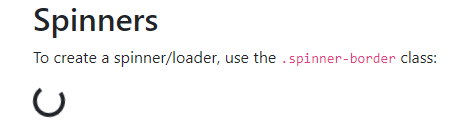 Spinners
To create a spinner/loader, use the .spinner-border class: